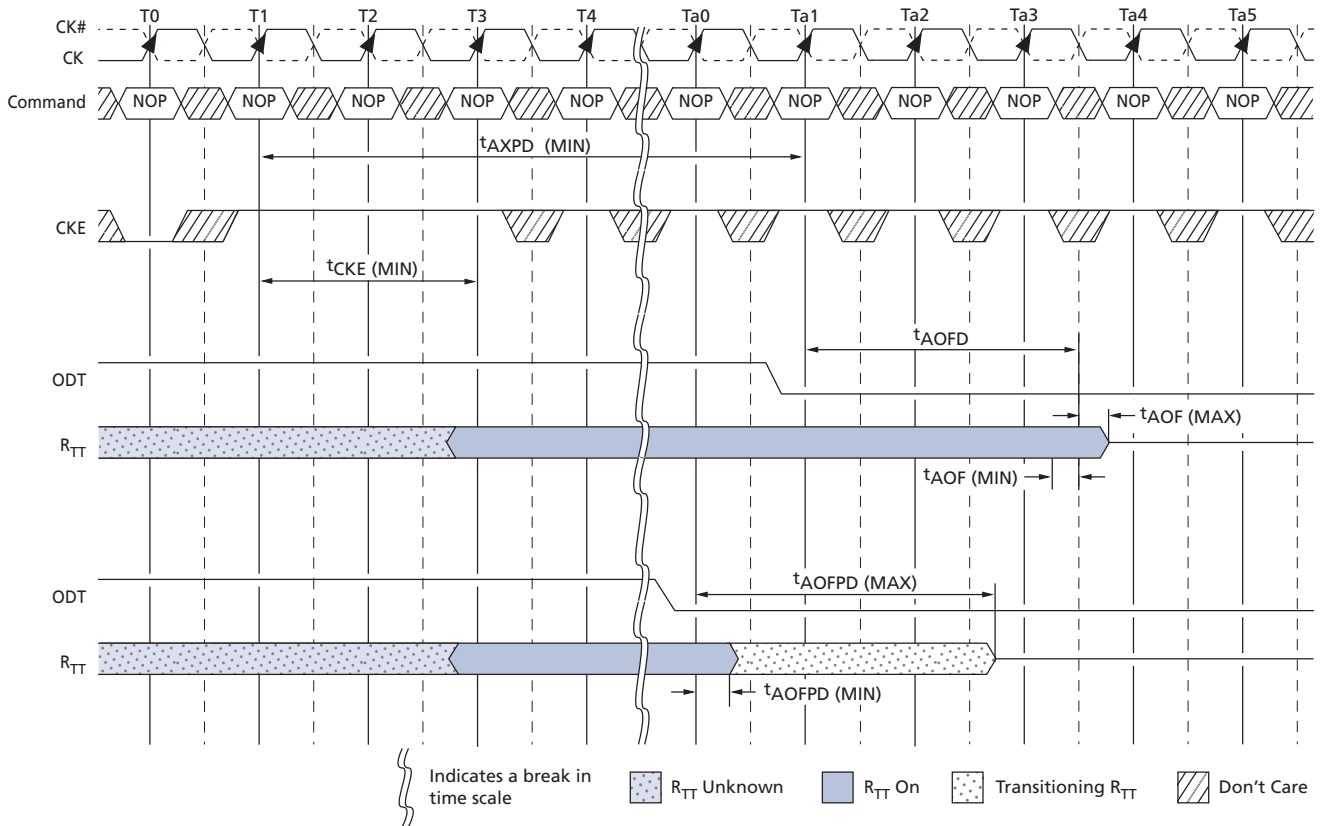 T0 T1 T2 T3 T4 Ta0 Ta1 Ta2 Ta3 Ta4 Ta5
CK#
CK
Command NOP NOP NOP NOP NOP NOP NOP NOP NOP NOP NOP
tAXPD (MIN)
CKE
tCKE (MIN)
tAOFD
ODT
tAOF (MAX)
RTT
tAOF (MIN)
tAOFPD (MAX)
ODT
RTT
tAOFPD (MIN)
Indicates a break in
time scale
RTT Unknown
RTT On
Transitioning RTT
Don't Care